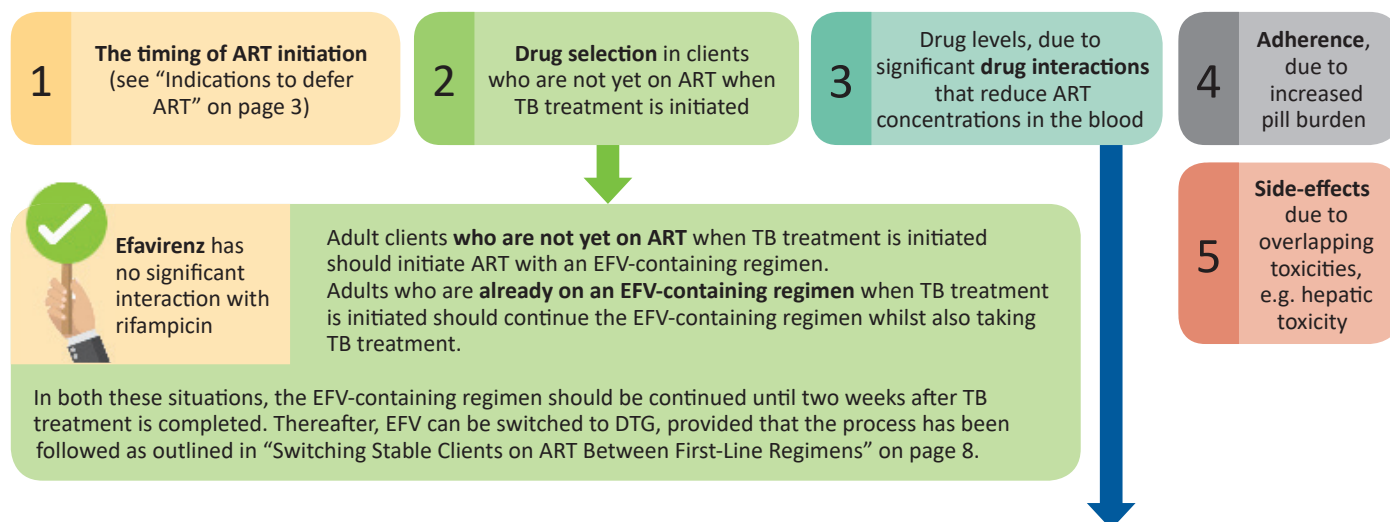 1
The timing of ART initiation
(see “Indications to defer
ART” on page 3)
2
Drug selection in clients
who are not yet on ART when
TB treatment is initiated
3
Drug levels, due to
significant drug interactions
that reduce ART
concentrations in the blood
4
Adherence,
due to
increased
pill burden
5
Side-effects
due to
overlapping
toxicities,
e.g. hepatic
toxicity
Efavirenz has
no significant
interaction with
rifampicin
Adult clients who are not yet on ART when TB treatment is initiated
should initiate ART with an EFV-containing regimen.
Adults who are already on an EFV-containing regimen when TB treatment
is initiated should continue the EFV-containing regimen whilst also taking
TB treatment.
In both these situations, the EFV-containing regimen should be continued until two weeks after TB
treatment is completed. Thereafter, EFV can be switched to DTG, provided that the process has been
followed as outlined in “Switching Stable Clients on ART Between First-Line Regimens” on page 8.